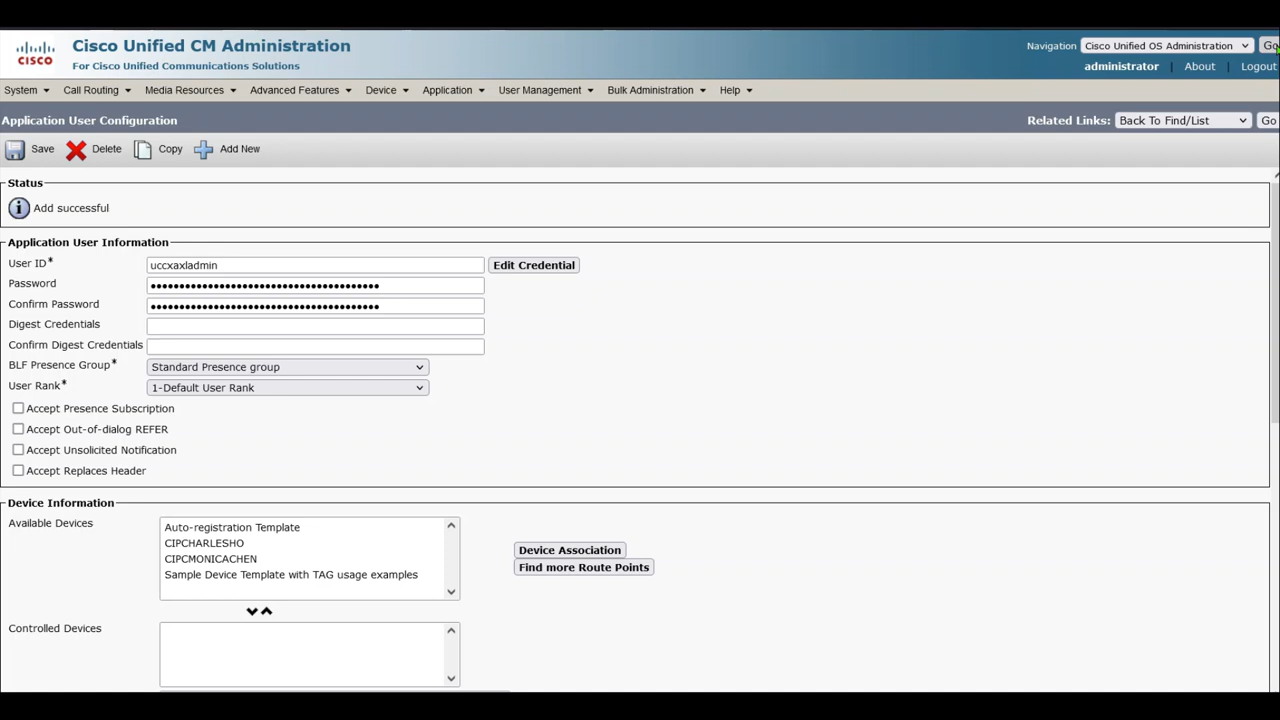 Cisco Unified CM Administration
For Cisco Unified Communications Solutions
CISCO
Navigation Cisco Unified OS Administration Go
administrator | About | Logout
System Call Routing Media Resources Advanced Features Device Application User Management Bulk Administration Help
Application User Configuration
Related Links: Back To Find/List Go
Save Delete Copy Add New
Status
Add successful
Application User Information
User ID* uccxaxladmin Edit Credential
Password
Confirm Password
Digest Credentials
Confirm Digest Credentials
BLF Presence Group* Standard Presence group
User Rank* 1-Default User Rank
Accept Presence Subscription
Accept Out-of-dialog REFER
Accept Unsolicited Notification
Accept Replaces Header
Device Information
Available Devices
Auto-registration Template
CIPCHARLESHO
CIPCMONICACHEN
Sample Device Template with TAG usage examples
Device Association
Find more Route Points
Controlled Devices